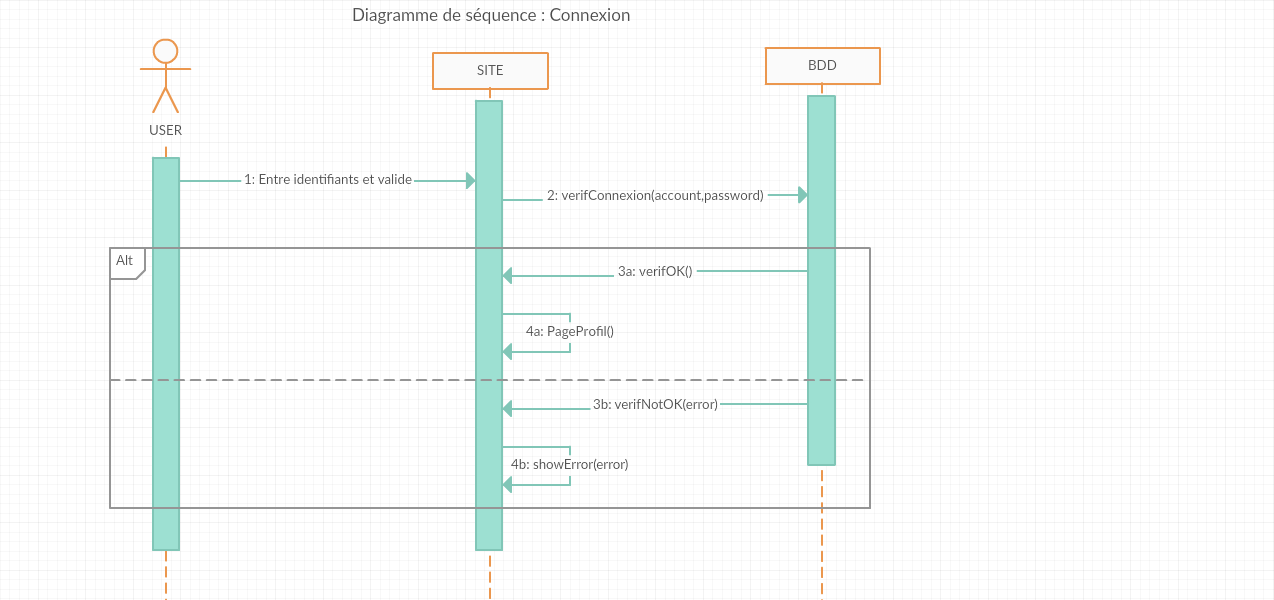 Diagramme de séquence : Connexion
SITE
BDD
USER
1: Entre identifiants et valide
2: verifConnexion(account,password)
Alt
3a: verifOK()
4a: PageProfil()
3b: verifNotOK(error)
4b: showError(error)